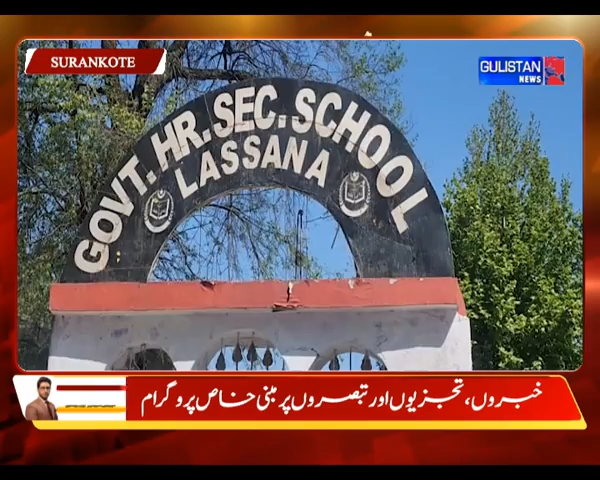 SURANKOTE
GULISTAN
NEWS
GOVT. HR. SEC. SCHOOL
LASSANA
خبروں، تجزیوں اور تبصروں پر مبنی خاص پروگرام